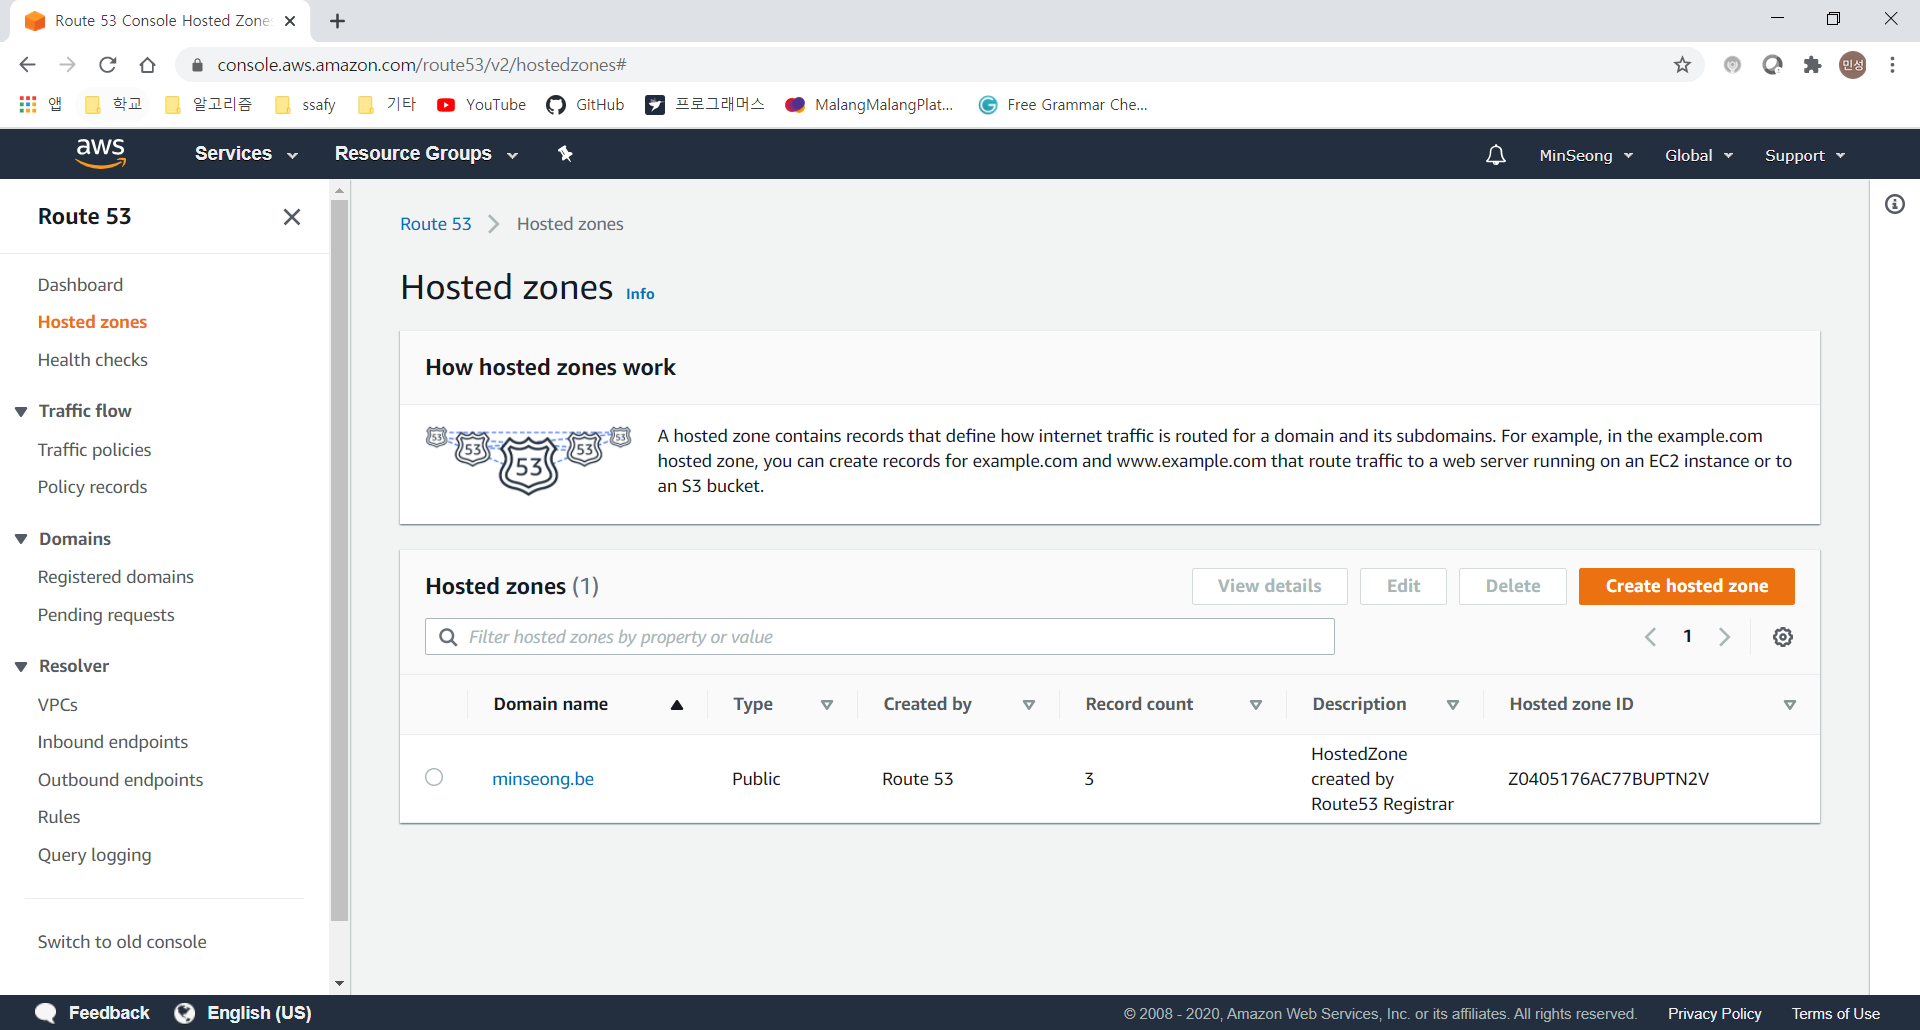 Route 53 Console Hosted Zone
console.aws.amazon.com/route53/v2/hostedzones#
민성
앱 학교 알고리즘 ssafy 기타 YouTube GitHub 프로그래머스 MalangMalangPlat... Free Grammar Che...
aws Services Resource Groups MinSeong Global Support
Route 53
Dashboard
Hosted zones
Health checks
Traffic flow
Traffic policies
Policy records
Domains
Registered domains
Pending requests
Resolver
VPCs
Inbound endpoints
Outbound endpoints
Rules
Query logging
Switch to old console
Route 53 Hosted zones
Hosted zones Info
How hosted zones work
53 53 53 53 53
A hosted zone contains records that define how internet traffic is routed for a domain and its subdomains. For example, in the example.com
hosted zone, you can create records for example.com and www.example.com that route traffic to a web server running on an EC2 instance or to
an S3 bucket.
Hosted zones (1) View details Edit Delete Create hosted zone
Filter hosted zones by property or value 1
Domain name Type Created by Record count Description Hosted zone ID
minseong.be Public Route 53 3 HostedZone
created by
Route53 Registrar Z0405176AC77BUPTN2V
Feedback English (US) © 2008 - 2020, Amazon Web Services, Inc. or its affiliates. All rights reserved. Privacy Policy Terms of Use